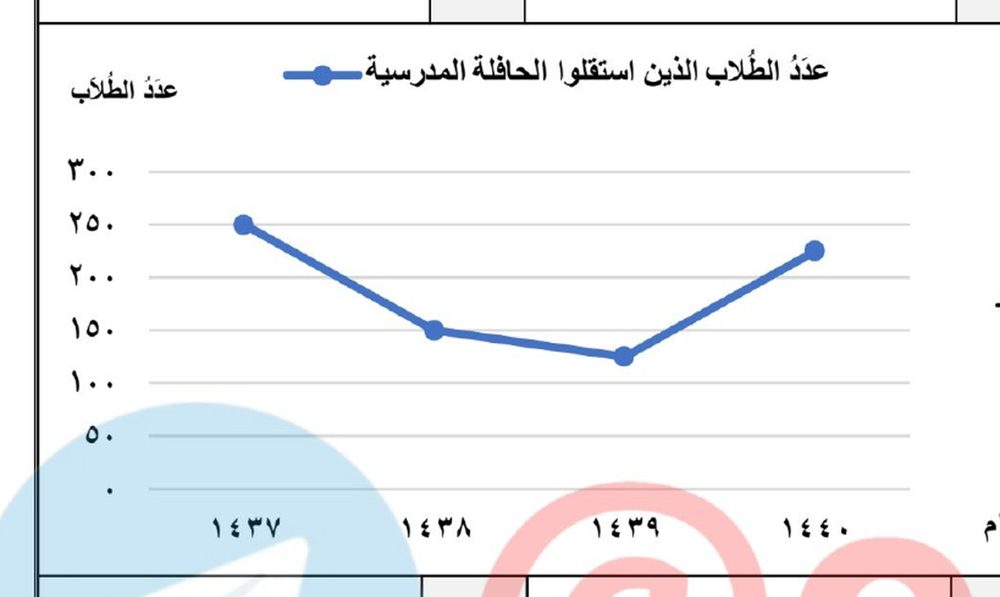 عدَدُ الطُلاب الذين استقلوا الحافلة المدرسية
عدَدُ الطُلاَب
٣٠٠
٢٥٠
٢٠٠
١٥٠
١٠٠
٥٠
٠
١٤٣٧ ١٤٣٨ ١٤٣٩ ١٤٤٠